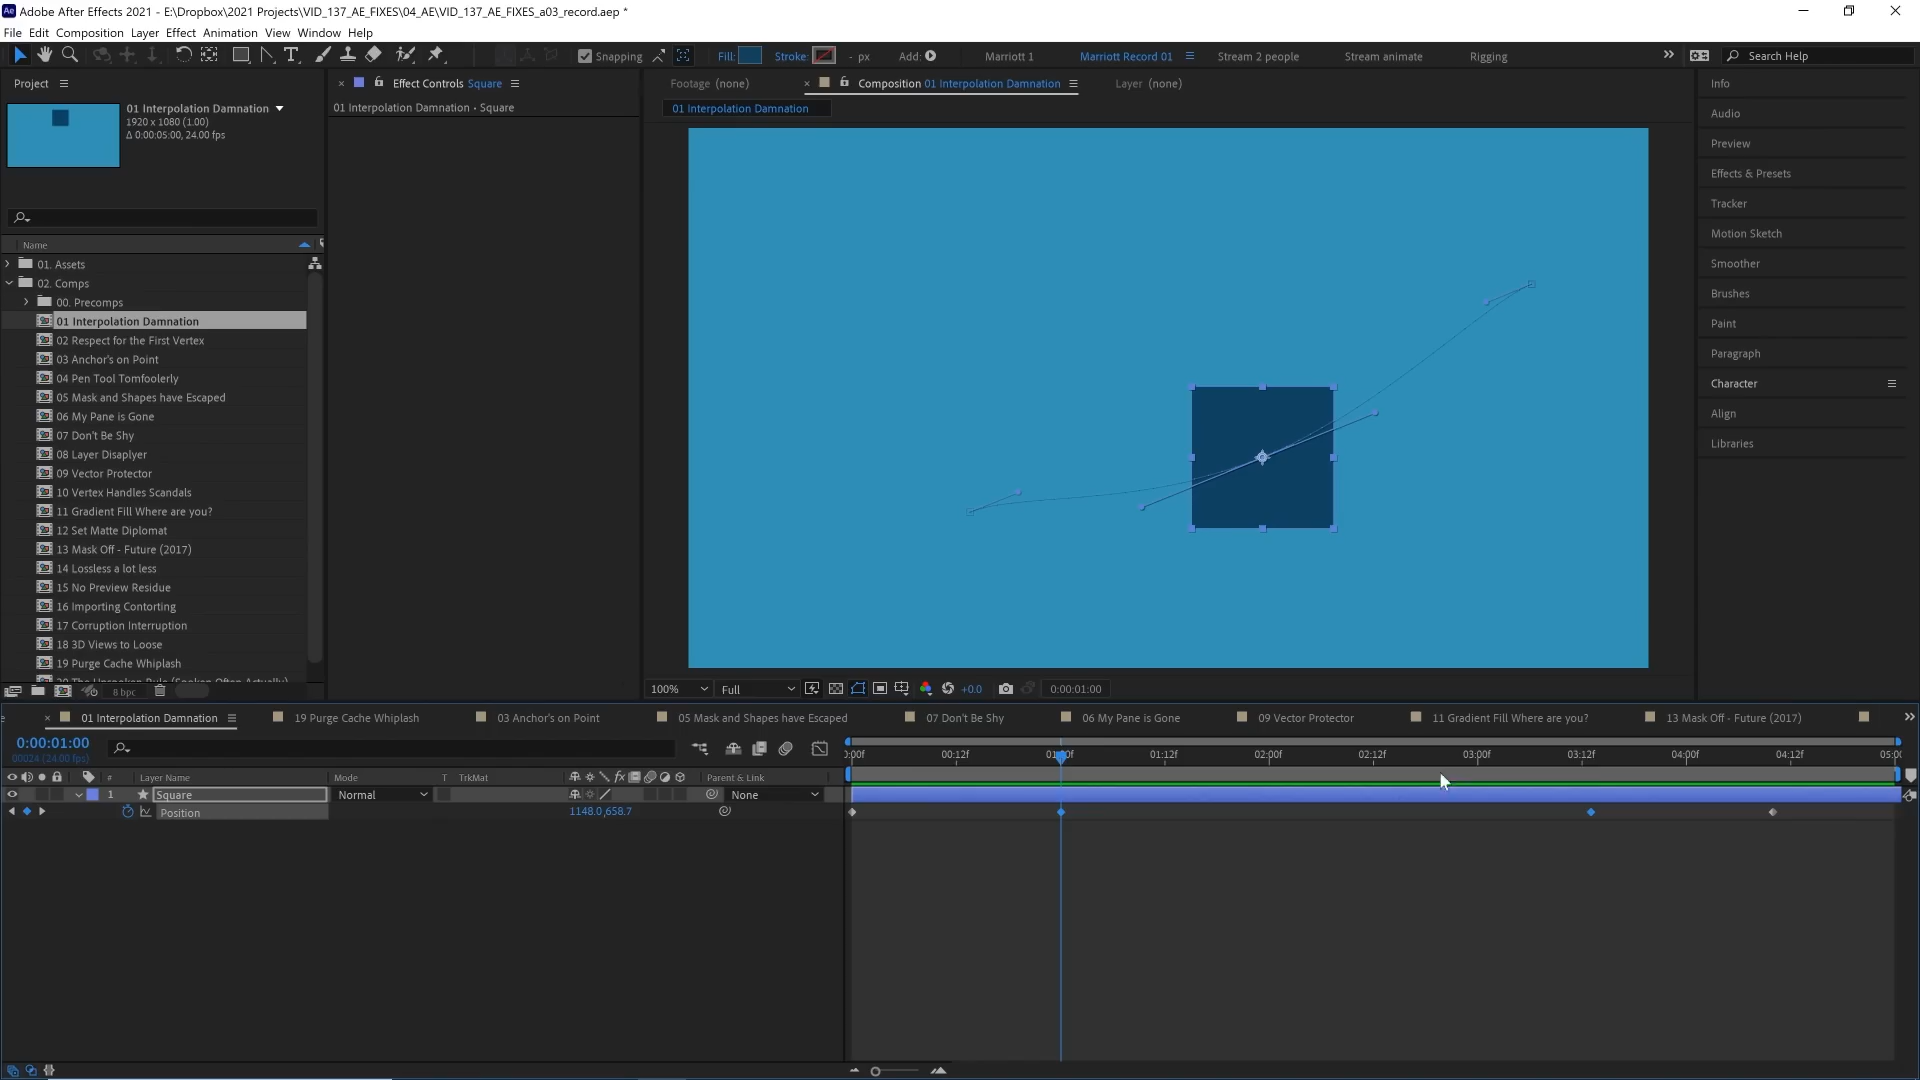 Adobe After Effects 2021 - E:\Dropbox\2021 Projects\VID_137_AE_FIXES\04_AE\VID_137_AE_FIXES_a03_record.aep *
File Edit Composition Layer Effect Animation View Window Help
Snapping Fill: Stroke: - px Add: Marriott 1 Marriott Record 01 Stream 2 people Stream animate Rigging Search Help
Project
Effect Controls Square
Footage (none)
Composition 01 Interpolation Damnation
Layer (none)
01 Interpolation Damnation
1920 x 1080 (1.00)
Δ 0:00:05:00, 24.00 fps
01 Interpolation Damnation • Square
01 Interpolation Damnation
Name
01. Assets
02. Comps
00. Precomps
01 Interpolation Damnation
02 Respect for the First Vertex
03 Anchor's on Point
04 Pen Tool Tomfoolerly
05 Mask and Shapes have Escaped
06 My Pane is Gone
07 Don't Be Shy
08 Layer Disaplyer
09 Vector Protector
10 Vertex Handles Scandals
11 Gradient Fill Where are you?
12 Set Matte Diplomat
13 Mask Off - Future (2017)
14 Lossless a lot less
15 No Preview Residue
16 Importing Contorting
17 Corruption Interruption
18 3D Views to Loose
19 Purge Cache Whiplash
20 The Unspoken Rule (Spoken Often Actually)
8 bpc
Info
Audio
Preview
Effects & Presets
Tracker
Motion Sketch
Smoother
Brushes
Paint
Paragraph
Character
Align
Libraries
100% Full +0.0 0:00:01:00
01 Interpolation Damnation 19 Purge Cache Whiplash 03 Anchor's on Point 05 Mask and Shapes have Escaped 07 Don't Be Shy 06 My Pane is Gone 09 Vector Protector 11 Gradient Fill Where are you? 13 Mask Off - Future (2017)
0:00:01:00
00024 (24.00 fps)
00:12f 01:12f 02:00f 02:12f 03:00f 03:12f 04:00f 04:12f
# Layer Name Mode T TrkMat Parent & Link
1 Square Normal None
Position 1148.0,658.7